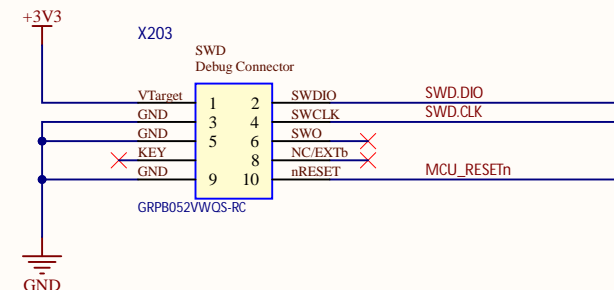 +3V3
X203
SWD
Debug Connector
VTarget 1 2 SWDIO SWD.DIO
GND 3 4 SWCLK SWD.CLK
GND 5 6 SWO
KEY 8 NC/EXTb
GND 9 10 nRESET MCU_RESETn
GRPB052VWQS-RC
GND